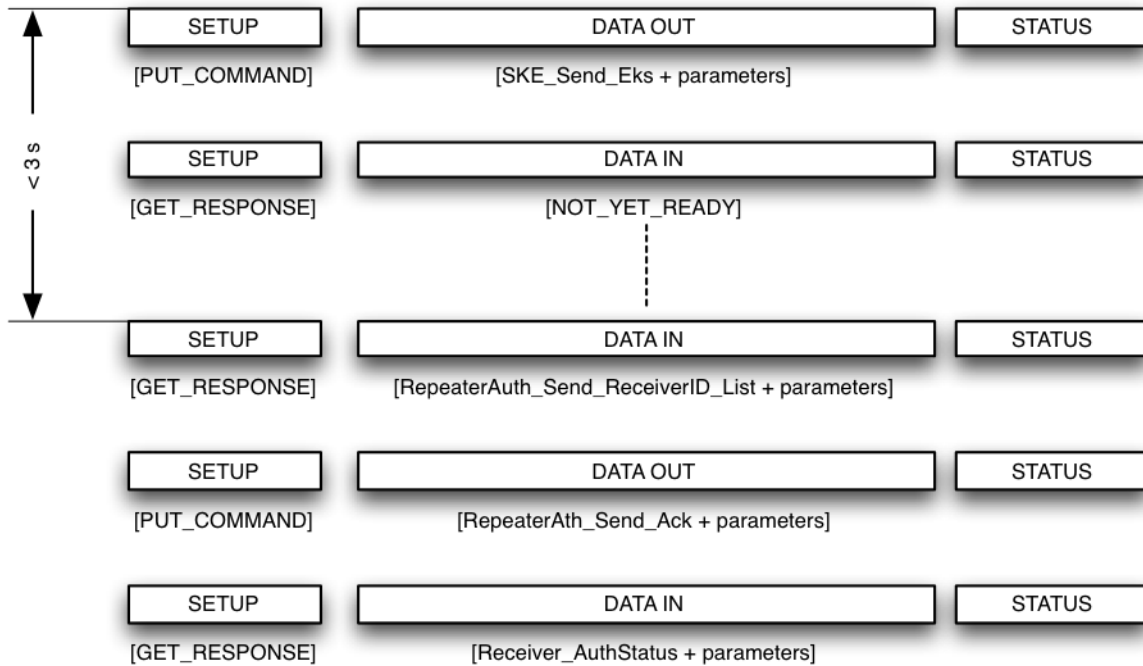 SETUP DATA OUT STATUS
[PUT_COMMAND] [SKE_Send_Eks + parameters]
< 3 s
SETUP DATA IN STATUS
[GET_RESPONSE] [NOT_YET_READY]
SETUP DATA IN STATUS
[GET_RESPONSE] [RepeaterAuth_Send_ReceiverID_List + parameters]
SETUP DATA OUT STATUS
[PUT_COMMAND] [RepeaterAth_Send_Ack + parameters]
SETUP DATA IN STATUS
[GET_RESPONSE] [Receiver_AuthStatus + parameters]